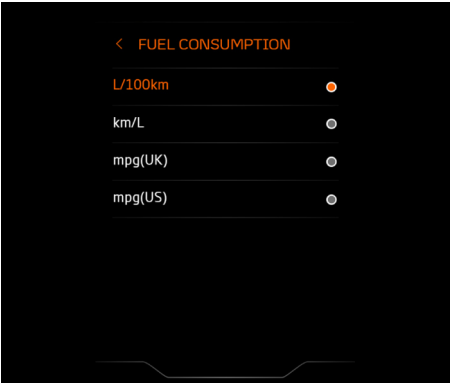 FUEL CONSUMPTION
L/100km
km/L
mpg(UK)
mpg(US)